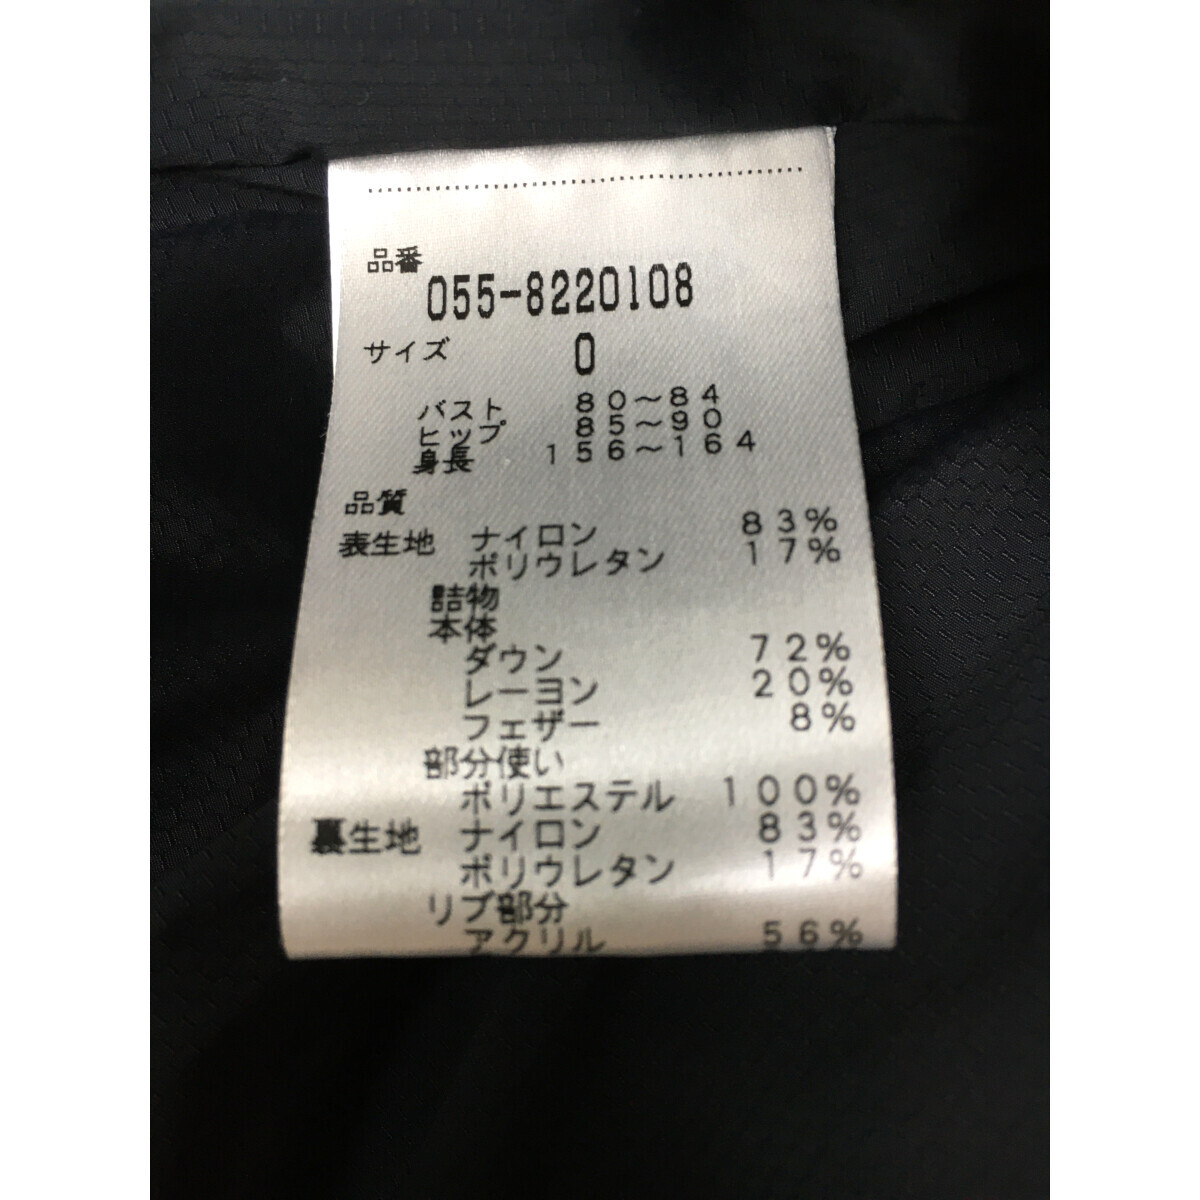 品番
055-8220108
サイズ 0
バスト 80〜84
ヒップ 85〜90
身長 156〜164
品質
表生地 ナイロン 83%
ポリウレタン 17%
詰物
本体
ダウン 72%
レーヨン 20%
フェザー 8%
部分使い
ポリエステル 100%
裏生地 ナイロン 83%
ポリウレタン 17%
リブ部分
アクリル 56%